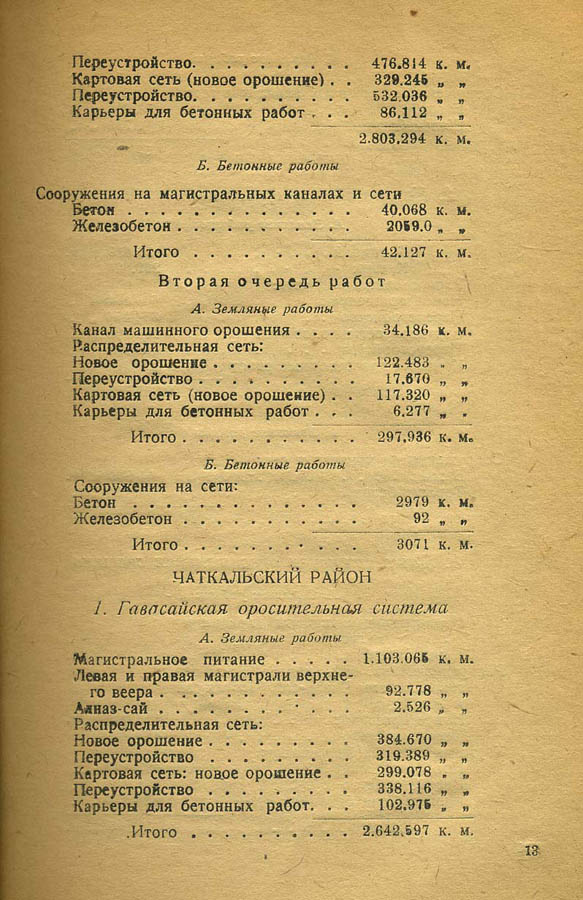 Переустройство. . . . . . . . . . 476.814 к. м.
Картовая сеть (новое орошение) . . 329.245 „ „
Переустройство. . . . . . . . . . 532.036 „ „
Карьеры для бетонных работ . . . 86.112 „ „
2.803.294 к. м.
Б. Бетонные работы
Сооружения на магистральных каналах и сети
Бетон . . . . . . . . . . . . . . 40.068 к. м.
Железобетон . . . . . . . . . . . 2059.0 „ „
Итого . . . . . . . . . . 42.127 к. м.
Вторая очередь работ
А. Земляные работы
Канал машинного орошения . . . . 34.186 к. м.
Распределительная сеть:
Новое орошение . . . . . . . . . 122.483 „ „
Переустройство . . . . . . . . . . 17.670 „ „
Картовая сеть (новое орошение) . . 117.320 „ „
Карьеры для бетонных работ . . . 6.277 „ „
Итого . . . . . . . . . . . 297.936 к. м.
Б. Бетонные работы
Сооружения на сети:
Бетон . . . . . . . . . . . . . . 2979 к. м.
Железобетон . . . . . . . . . . . 92 „ „
Итого . . . . . . . . . . . 3071 к. м.
ЧАТКАЛЬСКИЙ РАЙОН
1. Гавасайская оросительная система
А. Земляные работы
Магистральное питание . . . . . 1.103.065 к. м.
Левая и правая магистрали верхне-
го веера . . . . . . . . . . . . 92.778 „ „
Алназ-сай . . . . . . . . . . . . 2.526 „ „
Распределительная сеть:
Новое орошение . . . . . . . . . 384.670 „ „
Переустройство . . . . . . . . . 319.389 „ „
Картовая сеть: новое орошение . . 299.078 „ „
Переустройство . . . . . . . . . 338.116 „ „
Карьеры для бетонных работ. . . 102.975 „ „
Итого . . . . . . . . . . 2.642.597 к. м.
13